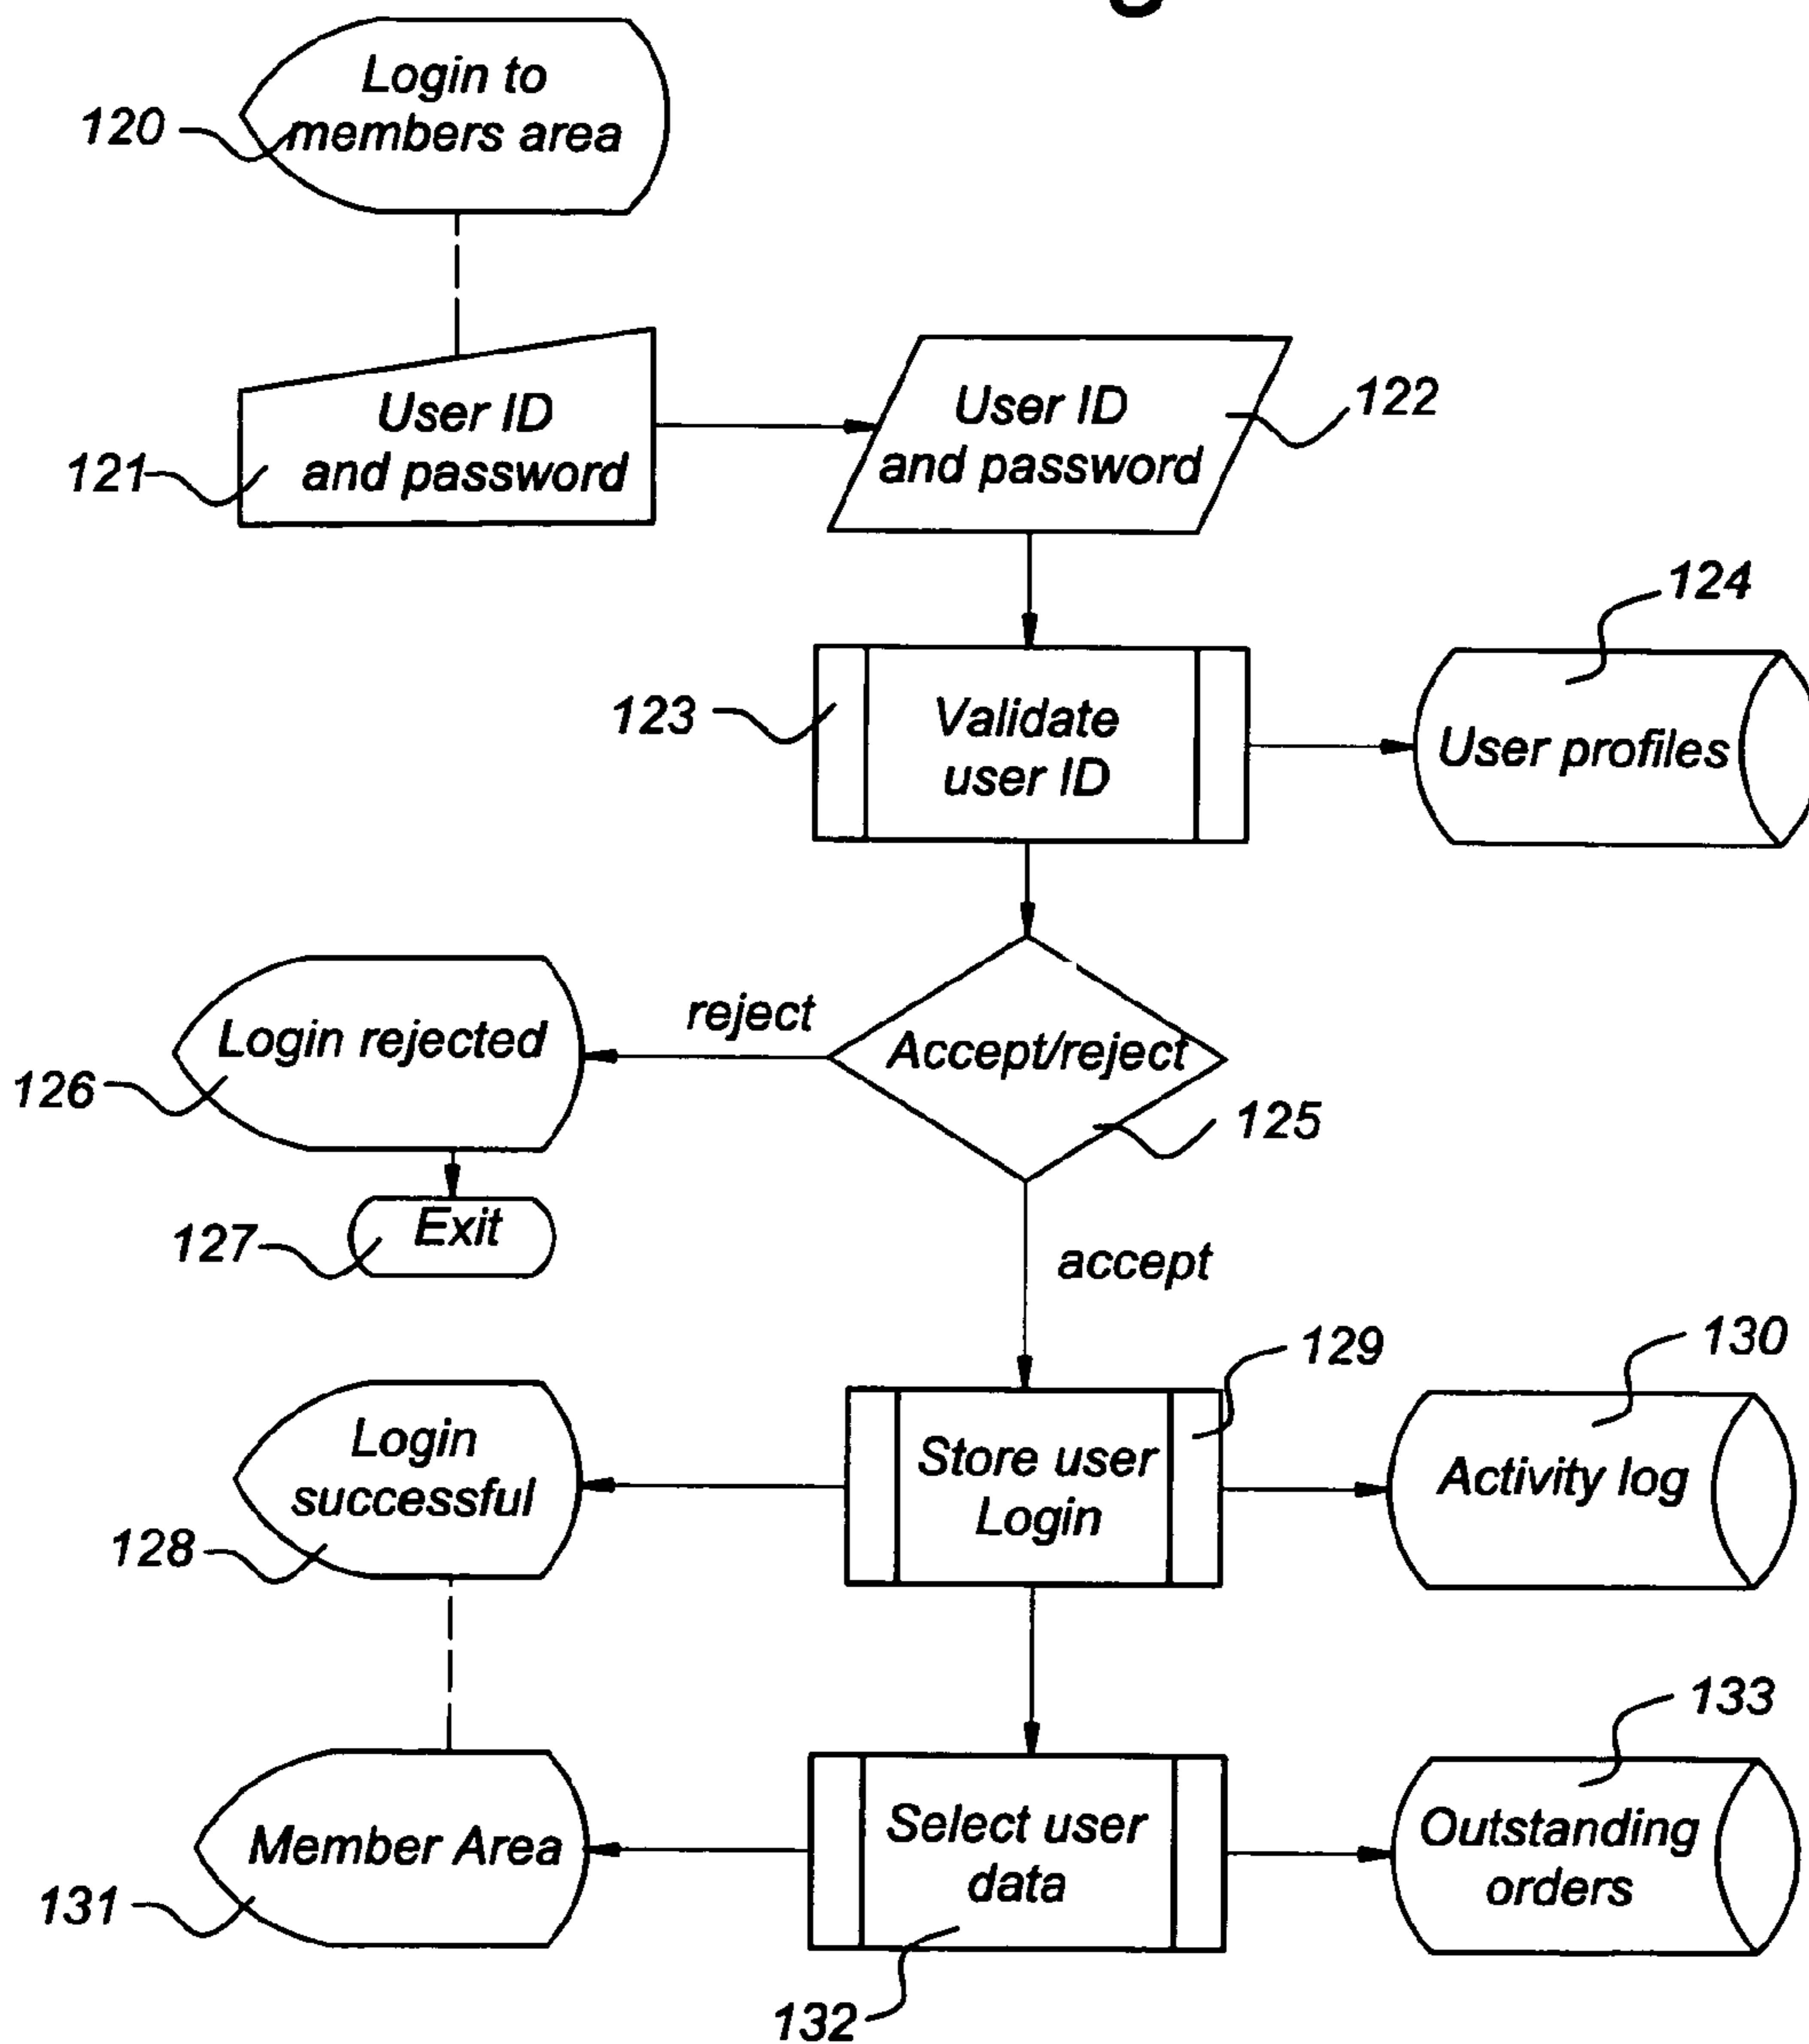 Login to
members area
120
User ID
and password
121
User ID
and password
122
124
123
Validate
user ID
User profiles
reject
Login rejected
Accept/reject
126
125
Exit
127
accept
129
130
Login
successful
Store user
Login
Activity log
128
133
Member Area
Select user
data
Outstanding
orders
131
132